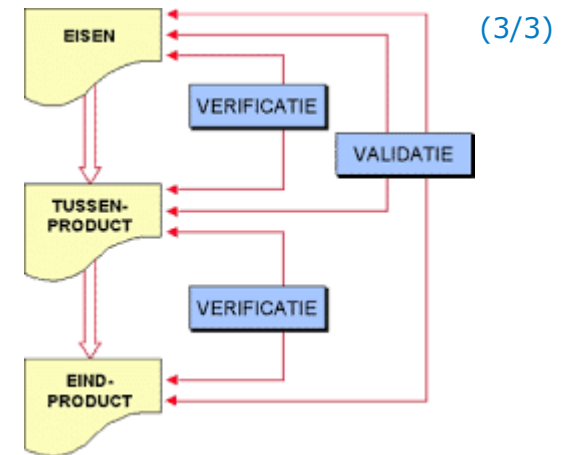 (3/3)
EISEN
VERIFICATIE
VALIDATIE
TUSSEN-
PRODUCT
VERIFICATIE
EIND-
PRODUCT